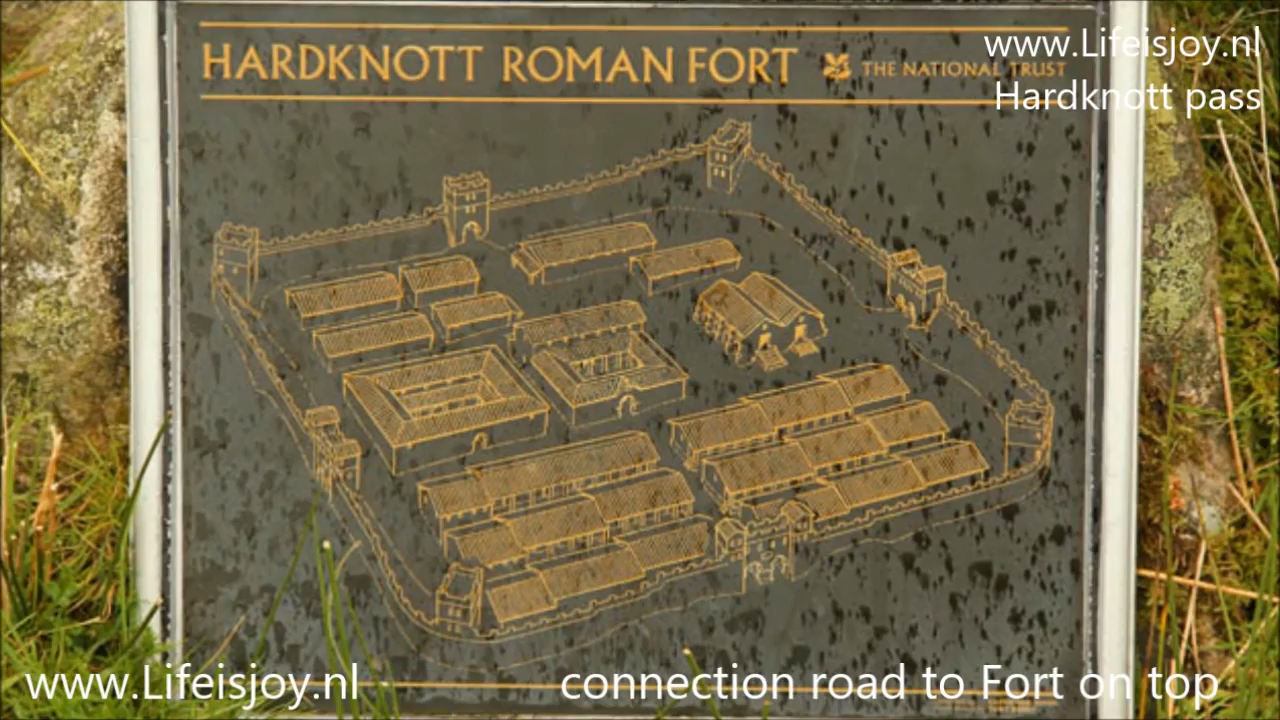 www.Lifeisjoy.nl
HARDKNOTT ROMAN FORT THE NATIONAL TRUST
Hardknott pass
www.Lifeisjoy.nl connection road to Fort on top